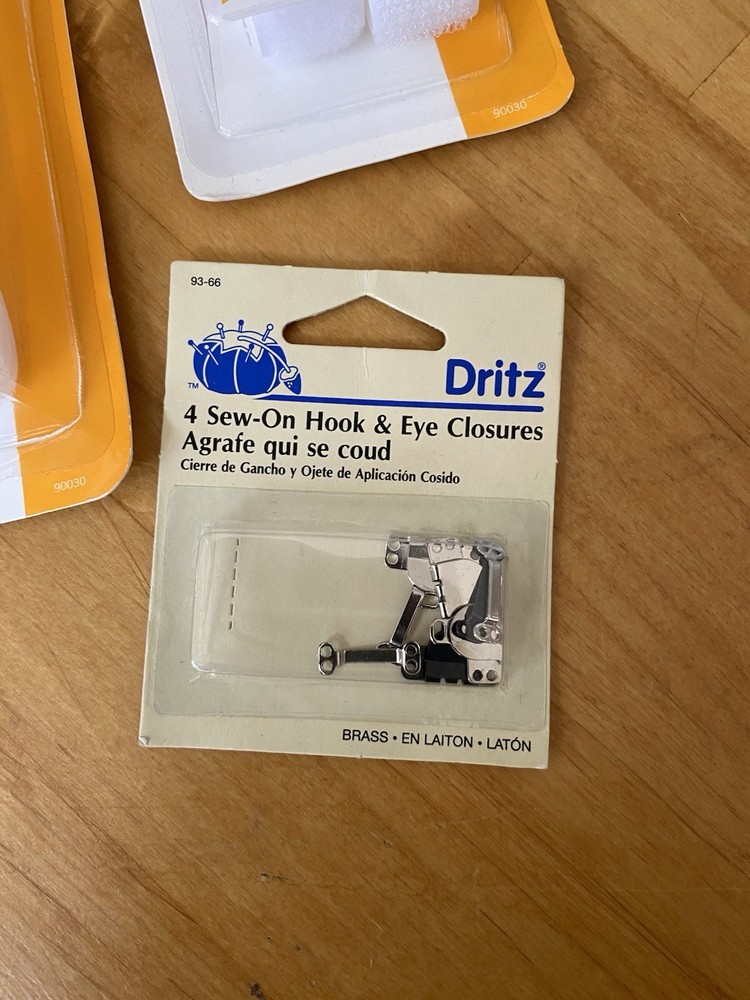 90030
93-66
TM
Dritz®
4 Sew-On Hook & Eye Closures
Agrafe qui se coud
Cierre de Gancho y Ojete de Aplicación Cosido
90030
BRASS • EN LAITON • LATÓN